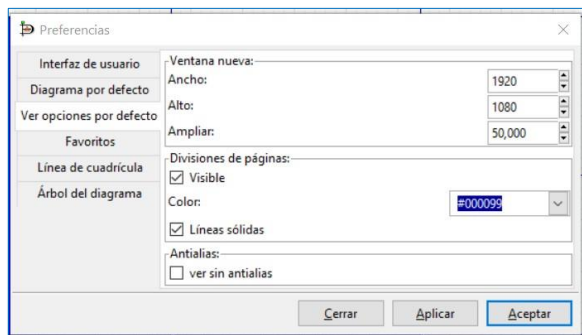 Preferencias
Interfaz de usuario
Diagrama por defecto
Ver opciones por defecto
Favoritos
Línea de cuadrícula
Árbol del diagrama
Ventana nueva:
Ancho: 1920
Alto: 1080
Ampliar: 50,000
Divisiones de páginas:
Visible
Color: #000099
Líneas sólidas
Antialias:
ver sin antialias
Cerrar Aplicar Aceptar